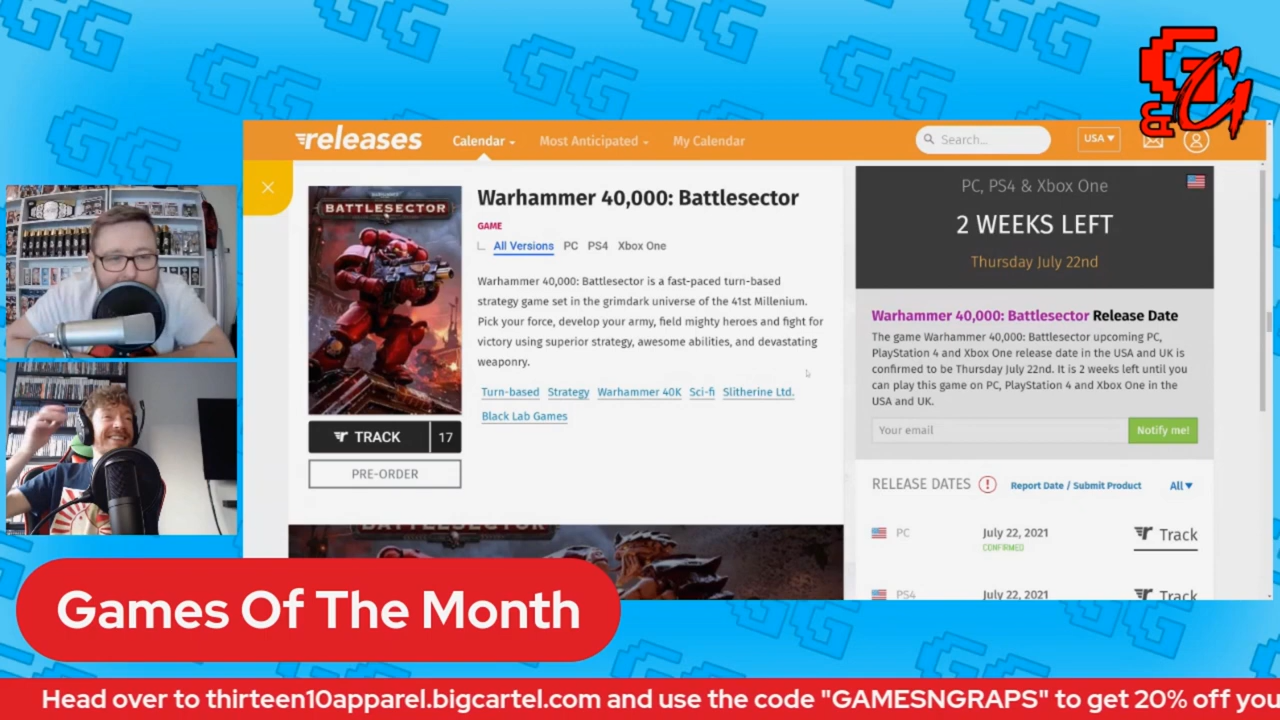 releases
Calendar
Most Anticipated
My Calendar
Search...
USA
Warhammer 40,000: Battlesector
GAME
All Versions PC PS4 Xbox One
Warhammer 40,000: Battlesector is a fast-paced turn-based
strategy game set in the grimdark universe of the 41st Millenium.
Pick your force, develop your army, field mighty heroes and fight for
victory using superior strategy, awesome abilities, and devastating
weaponry.
Turn-based Strategy Warhammer 40K Sci-fi Slitherine Ltd.
Black Lab Games
BATTLESECTOR
TRACK 17
PRE-ORDER
BATTLESECTOR
PC, PS4 & Xbox One
2 WEEKS LEFT
Thursday July 22nd
Warhammer 40,000: Battlesector Release Date
The game Warhammer 40,000: Battlesector upcoming PC,
PlayStation 4 and Xbox One release date in the USA and UK is
confirmed to be Thursday July 22nd. It is 2 weeks left until you
can play this game on PC, PlayStation 4 and Xbox One in the
USA and UK.
Your email
Notify me!
RELEASE DATES ! Report Date / Submit Product All
PC July 22, 2021 Track
CONFIRMED
PS4 July 22, 2021 Track
Games Of The Month
Head over to thirteen10apparel.bigcartel.com and use the code "GAMESNGRAPS" to get 20% off you